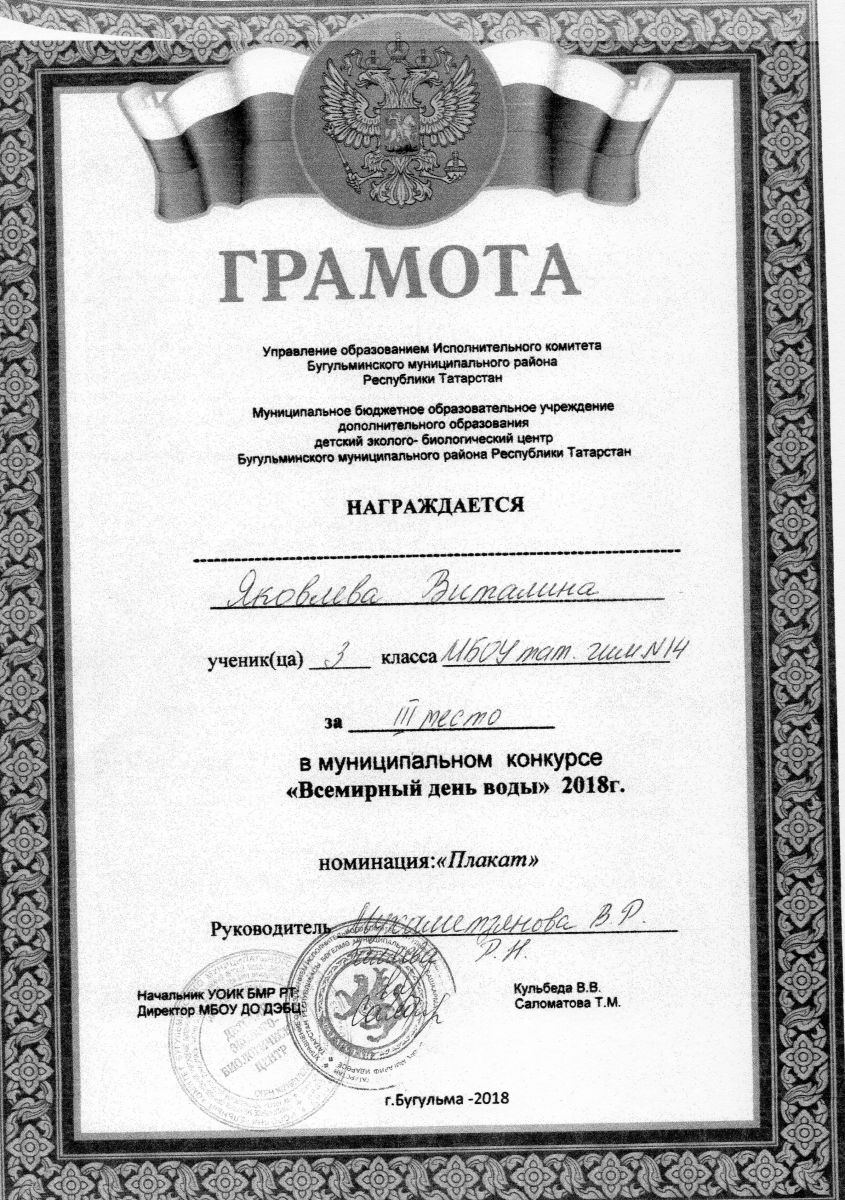 ГРАМОТА
Управление образованием Исполнительного комитета
Бугульминского муниципального района
Республики Татарстан
Муниципальное бюджетное образовательное учреждение
дополнительного образования
детский эколого- биологический центр
Бугульминского муниципального района Республики Татарстан
НАГРАЖДАЕТСЯ
Яковлева Виталина
ученик(ца) 3 класса МБОУ тат. гим №14
за III место
в муниципальном конкурсе
«Всемирный день воды» 2018г.
номинация:«Плакат»
Руководитель Мухаметзянова В.Р.
Р.Н.
Начальник УОИК БМР РТ: Кульбеда В.В.
Директор МБОУ ДО ДЭБЦ: Саломатова Т.М.
ЭКОЛОГО-
БИОЛОГИЧЕСКИЙ
ЦЕНТР
г.Бугульма -2018